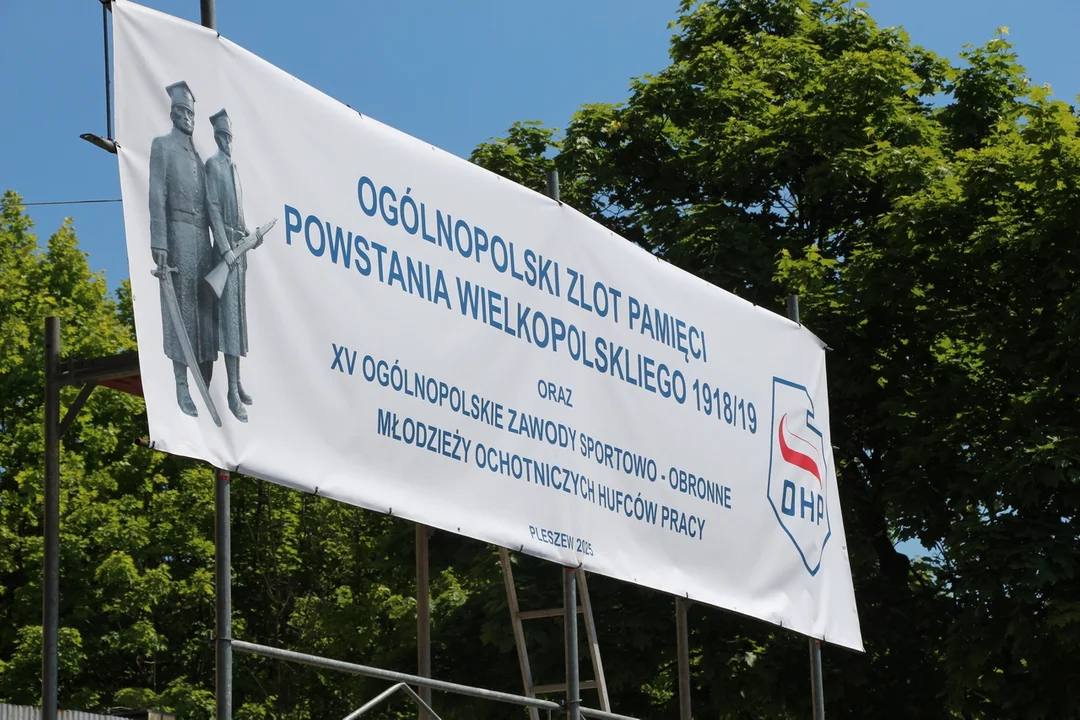 OGÓLNOPOLSKI ZLOT PAMIĘCI
POWSTANIA WIELKOPOLSKLIEGO 1918/19
ORAZ
XV OGÓLNOPOLSKIE ZAWODY SPORTOWO - OBRONNE
MŁODZIEŻY OCHOTNICZYCH HUFCÓW PRACY
PLESZEW 2025
OHP